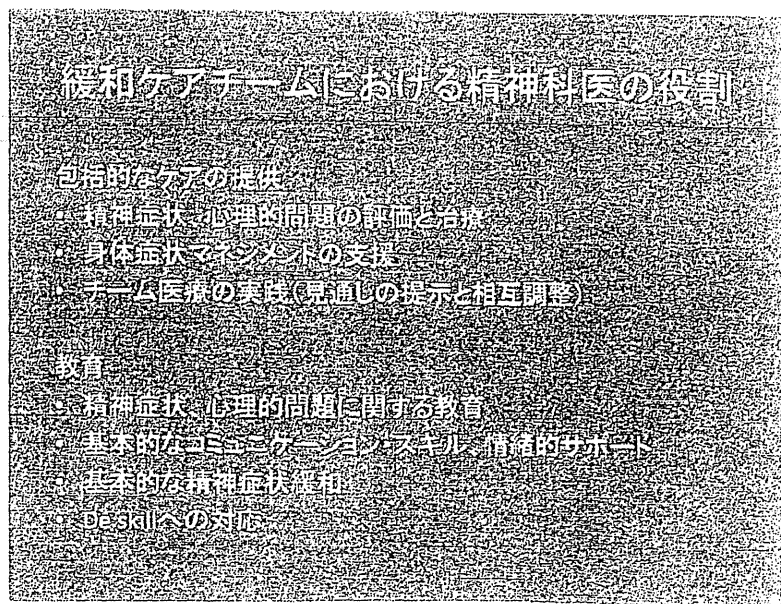 緩和ケアチームにおける精神科医の役割
包括的なケアの提供
・ 精神症状、心理的問題の評価と治療
・ 身体症状マネジメントの支援
・ チーム医療の実践(見通しの提示と相互調整)
教育
・ 精神症状、心理的問題に関する教育
・ 基本的なコミュニケーション・スキル、情緒的サポート
・ 基本的な精神症状緩和
・ De skillへの対応